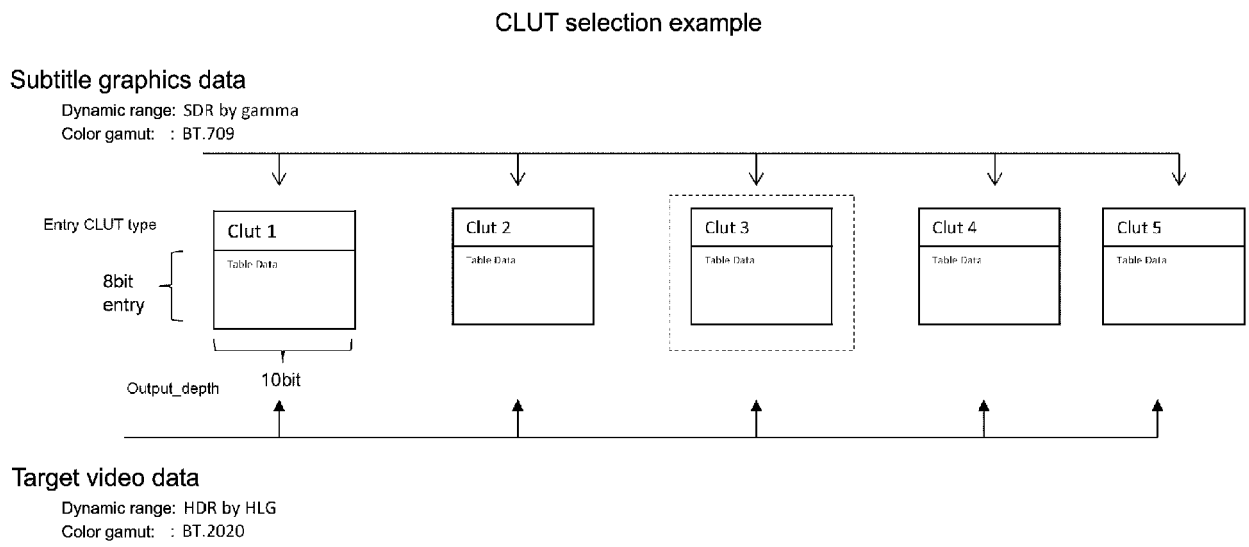 CLUT selection example
Subtitle graphics data
Dynamic range: SDR by gamma
Color gamut: : BT.709
Entry CLUT type
Clut 1
Clut 2
Clut 3
Clut 4
Clut 5
Table Data
Table Data
Table Data
Table Data
Table Data
8bit
entry
10bit
Output_depth
Target video data
Dynamic range: HDR by HLG
Color gamut: : BT.2020